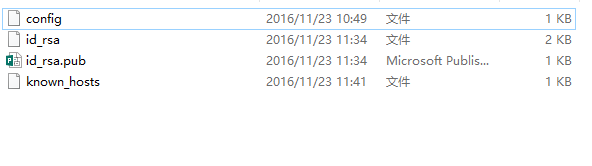 config 2016/11/23 10:49 文件 1 KB
id_rsa 2016/11/23 11:34 文件 2 KB
id_rsa.pub 2016/11/23 11:34 Microsoft Publis... 1 KB
known_hosts 2016/11/23 11:41 文件 1 KB